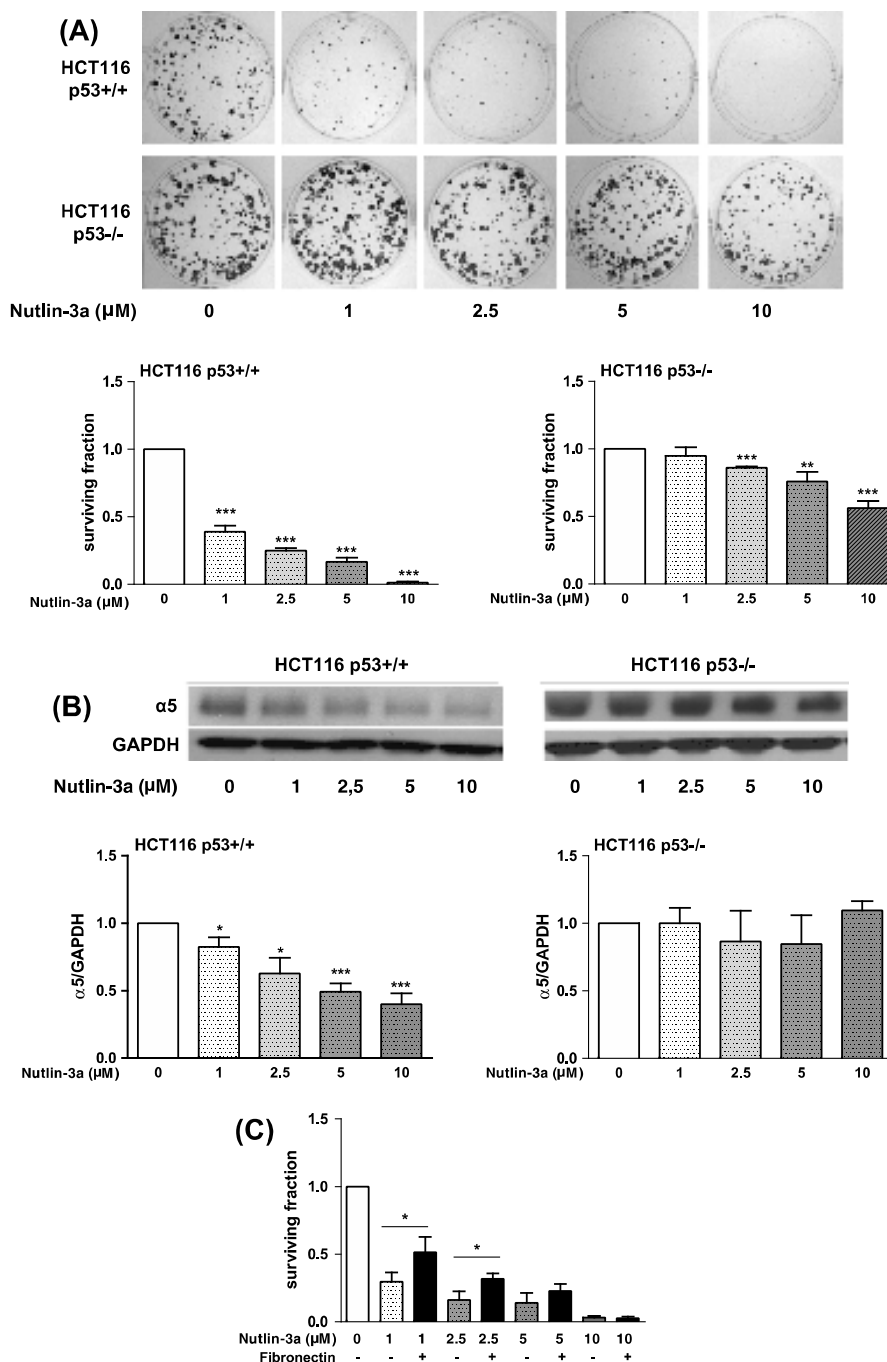 (A)
HCT116
p53+/+
HCT116
p53-/-
Nutlin-3a (µM) 0 1 2.5 5 10
HCT116 p53+/+
surviving fraction
1.5
1.0
0.5
0.0
***
***
***
***
Nutlin-3a (µM) 0 1 2.5 5 10
HCT116 p53-/-
surviving fraction
1.5
1.0
0.5
0.0
***
**
***
Nutlin-3a (µM) 0 1 2.5 5 10
(B)
HCT116 p53+/+ HCT116 p53-/-
α5
GAPDH
Nutlin-3a (µM) 0 1 2,5 5 10 0 1 2.5 5 10
HCT116 p53+/+
α5/GAPDH
1.5
1.0
0.5
0.0
*
*
***
***
Nutlin-3a (µM) 0 1 2.5 5 10
HCT116 p53-/-
α5/GAPDH
1.5
1.0
0.5
0.0
Nutlin-3a (µM) 0 1 2.5 5 10
(C)
surviving fraction
1.5
1.0
0.5
0.0
*
*
Nutlin-3a (µM) 0 1 1 2.5 2.5 5 5 10 10
Fibronectin - - + - + - + - +